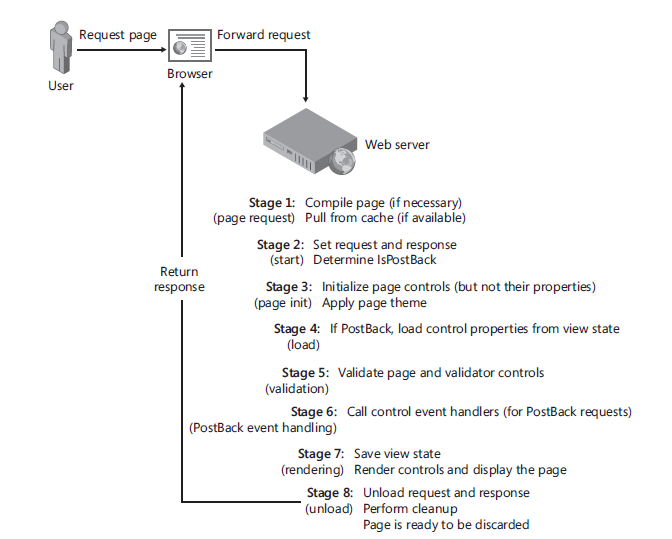 Request page
Forward request
User
Browser
Web server
Stage 1: Compile page (if necessary)
(page request) Pull from cache (if available)
Stage 2: Set request and response
(start) Determine IsPostBack
Return
response
Stage 3: Initialize page controls (but not their properties)
(page init) Apply page theme
Stage 4: If PostBack, load control properties from view state
(load)
Stage 5: Validate page and validator controls
(validation)
Stage 6: Call control event handlers (for PostBack requests)
(PostBack event handling)
Stage 7: Save view state
(rendering) Render controls and display the page
Stage 8: Unload request and response
(unload) Perform cleanup
Page is ready to be discarded